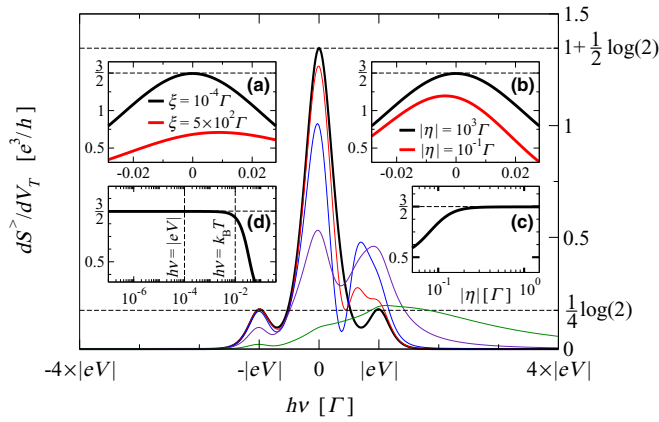 dS^>/dV_T [e^3/h]
1.5
1+1/2 log(2)
1
0.5
1/4 log(2)
0
-4×|eV|
-|eV|
0
|eV|
4×|eV|
hν [Γ]
(a)
3/2
1
0.5
ξ = 10^-4 Γ
ξ = 5×10^2 Γ
-0.02
0
0.02
(b)
3/2
1
0.5
|η| = 10^3 Γ
|η| = 10^-1 Γ
-0.02
0
0.02
(d)
3/2
0.5
hν = |eV|
hν = k_B T
10^-6
10^-4
10^-2
(c)
3/2
0.5
10^-1
|η| [Γ]
10^0